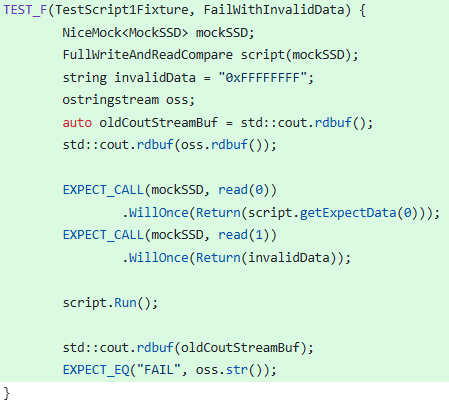 TEST_F(TestScript1Fixture, FailWithInvalidData) {
        NiceMock<MockSSD> mockSSD;
        FullWriteAndReadCompare script(mockSSD);
        string invalidData = "0xFFFFFFFF";
        ostringstream oss;
        auto oldCoutStreamBuf = std::cout.rdbuf();
        std::cout.rdbuf(oss.rdbuf());

        EXPECT_CALL(mockSSD, read(0))
                .WillOnce(Return(script.getExpectData(0)));
        EXPECT_CALL(mockSSD, read(1))
                .WillOnce(Return(invalidData));

        script.Run();

        std::cout.rdbuf(oldCoutStreamBuf);
        EXPECT_EQ("FAIL", oss.str());
}